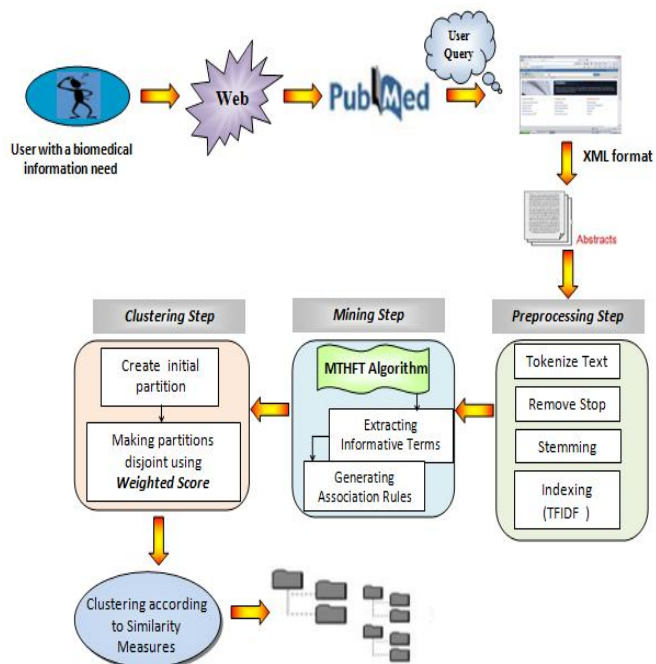 User
Query
Web
PubMed
User with a biomedical
information need
XML format
Abstracts
Clustering Step
Mining Step
Preprocessing Step
Create initial
partition
Making partitions
disjoint using
Weighted Score
MTHFT Algorithm
Extracting
Informative Terms
Generating
Association Rules
Tokenize Text
Remove Stop
Stemming
Indexing
(TFIDF )
Clustering according
to Similarity
Measures